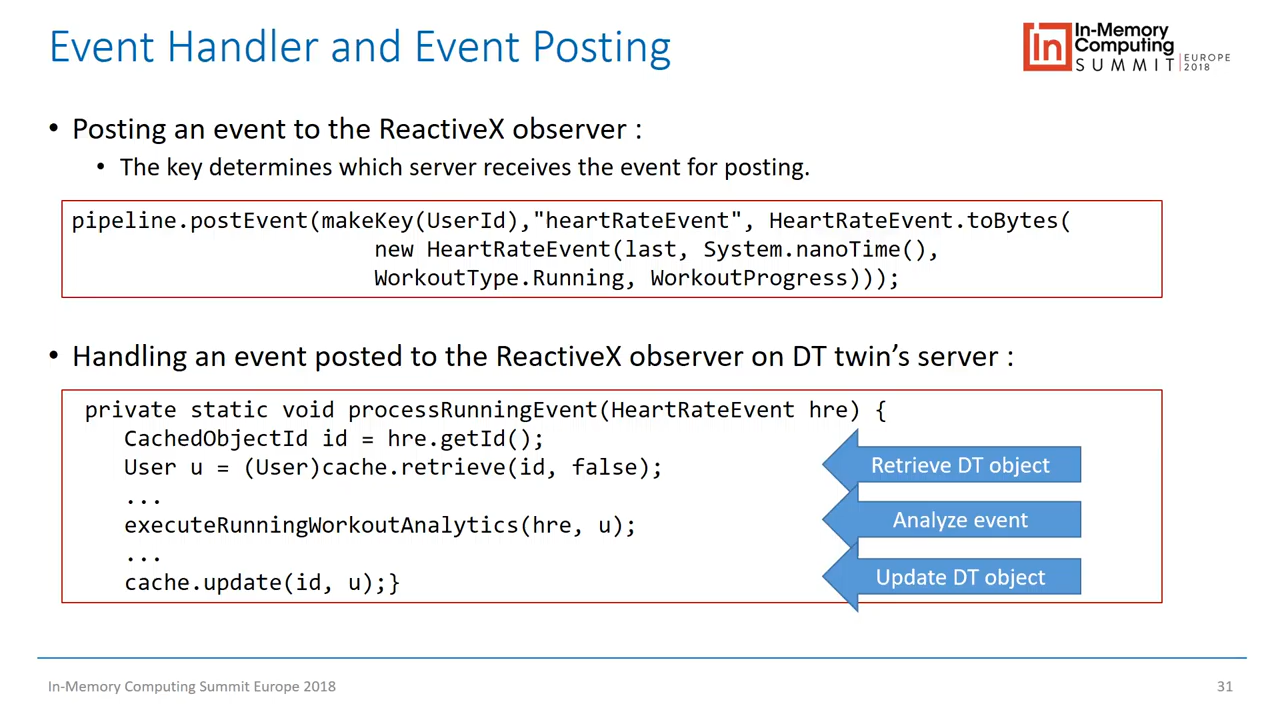 Event Handler and Event Posting
In-Memory
Computing
SUMMIT
EUROPE
2018
In
• Posting an event to the ReactiveX observer :
• The key determines which server receives the event for posting.
pipeline.postEvent(makeKey(UserId),"heartRateEvent", HeartRateEvent.toBytes(
new HeartRateEvent(last, System.nanoTime(),
WorkoutType.Running, WorkoutProgress)));
• Handling an event posted to the ReactiveX observer on DT twin’s server :
private static void processRunningEvent(HeartRateEvent hre) {
CachedObjectId id = hre.getId();
User u = (User)cache.retrieve(id, false);
...
executeRunningWorkoutAnalytics(hre, u);
...
cache.update(id, u);}
Retrieve DT object
Analyze event
Update DT object
In-Memory Computing Summit Europe 2018
31